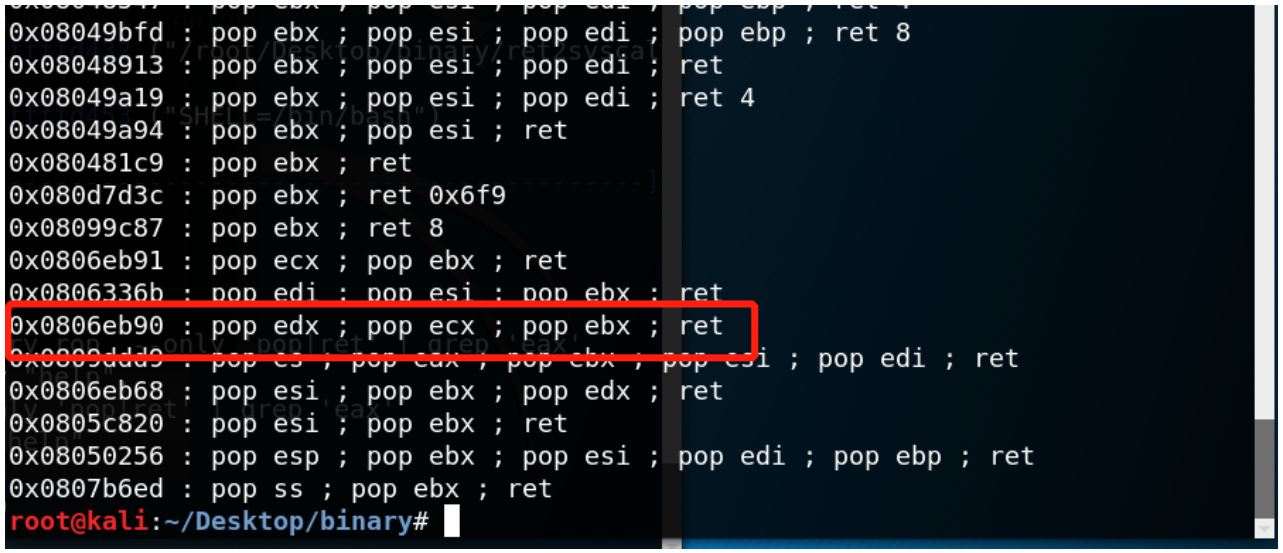 0x08049bfd : pop ebx ; pop esi ; pop edi ; pop ebp ; ret 8
0x08048913 : pop ebx ; pop esi ; pop edi ; ret
0x08049a19 : pop ebx ; pop esi ; pop edi ; ret 4
0x08049a94 : pop ebx ; pop esi ; ret
0x080481c9 : pop ebx ; ret
0x080d7d3c : pop ebx ; ret 0x6f9
0x08099c87 : pop ebx ; ret 8
0x0806eb91 : pop ecx ; pop ebx ; ret
0x0806336b : pop edi ; pop esi ; pop ebx ; ret
0x0806eb90 : pop edx ; pop ecx ; pop ebx ; ret
0x0809ddd9 : pop es ; pop eax ; pop ebx ; pop esi ; pop edi ; ret
0x0806eb68 : pop esi ; pop ebx ; pop edx ; ret
0x0805c820 : pop esi ; pop ebx ; ret
0x08050256 : pop esp ; pop ebx ; pop esi ; pop edi ; pop ebp ; ret
0x0807b6ed : pop ss ; pop ebx ; ret
root@kali:~/Desktop/binary#